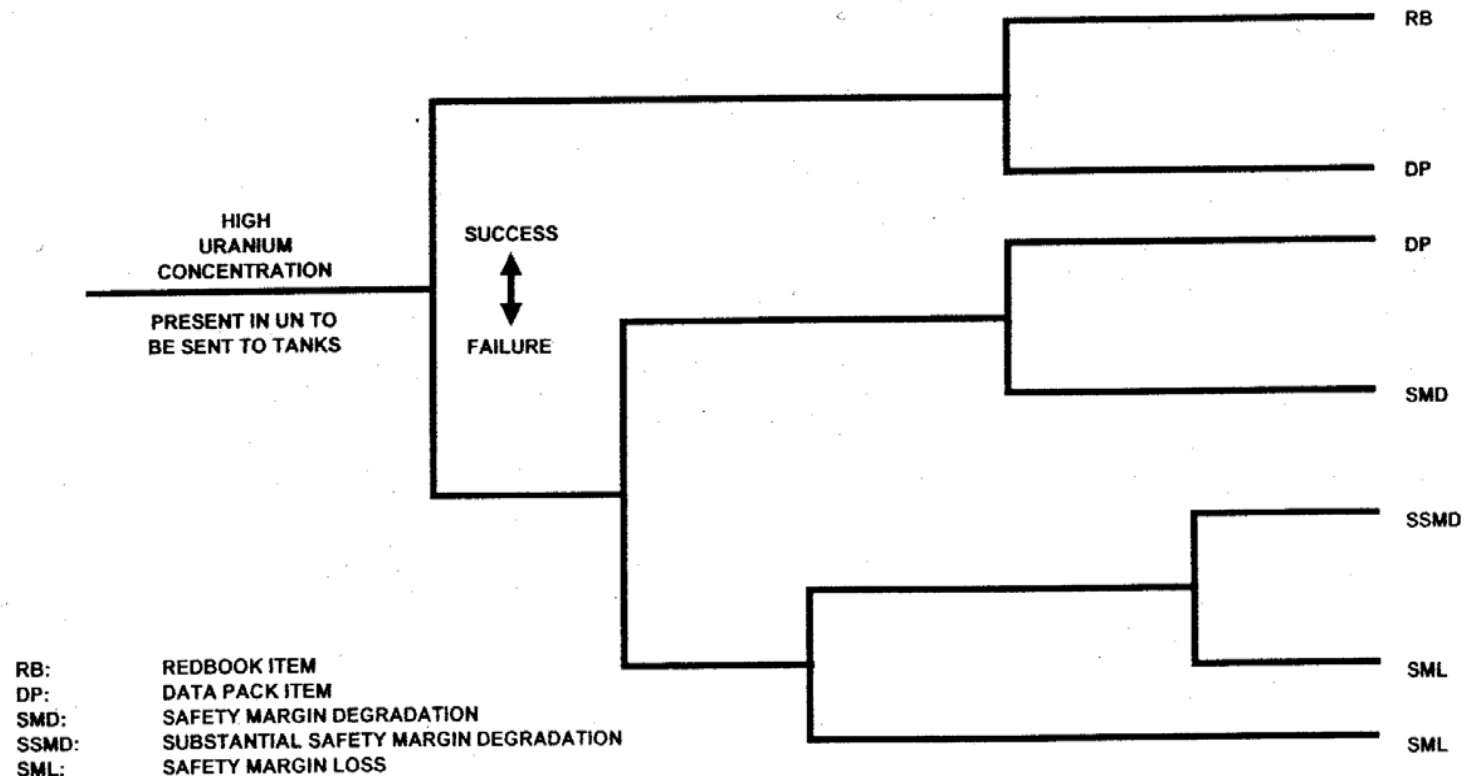 RB
DP
HIGH
URANIUM
CONCENTRATION
PRESENT IN UN TO
BE SENT TO TANKS
SUCCESS
FAILURE
DP
SMD
SSMD
SML
SML
RB: REDBOOK ITEM
DP: DATA PACK ITEM
SMD: SAFETY MARGIN DEGRADATION
SSMD: SUBSTANTIAL SAFETY MARGIN DEGRADATION
SML: SAFETY MARGIN LOSS